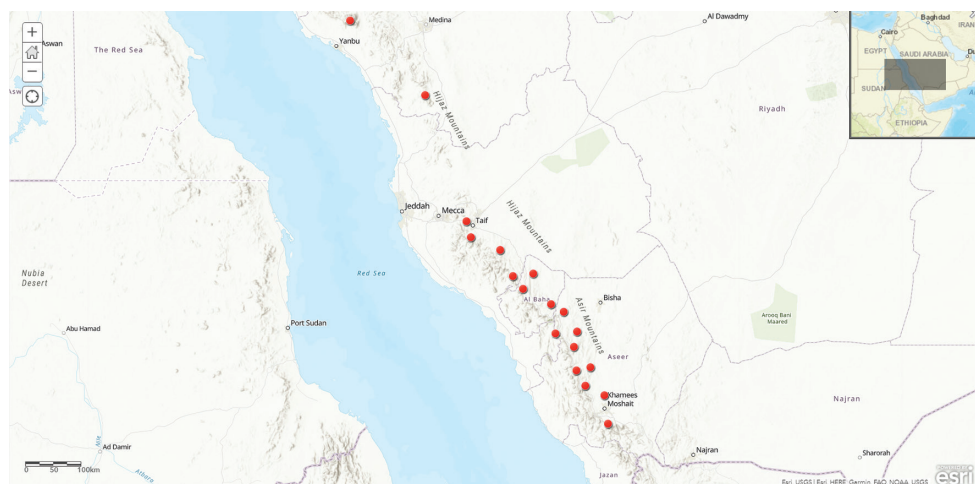 Medina
Al Dawadmy
Yanbu
Aswan
The Red Sea
Hijaz Mountains
Riyadh
Jeddah
Mecca
Taif
Hijaz Mountains
Nubia
Desert
Red Sea
Al Baha
Bisha
Asir Mountains
Arooq Bani
Maared
Port Sudan
Abu Hamad
Aseer
Khamees
Moshait
Najran
Ad Damir
Nile
Atbara
Najran
Sharorah
Jazan
0 50 100km
Baghdad
Cairo
IRAN
EGYPT
SAUDI ARABIA
SUDAN
ETHIOPIA
Esri, USGS | Esri, HERE, Garmin, FAO, NOAA, USGS
esri